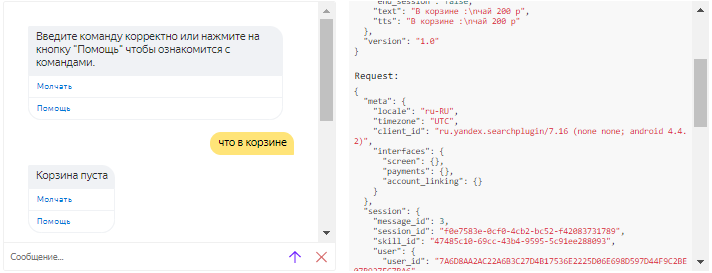 Введите команду корректно или нажмите на
кнопку "Помощь" чтобы ознакомится с
командами.
Молчать
Помощь
что в корзине
Корзина пуста
Молчать
Помощь
Сообщение...
end_session : false,
"text": "В корзине :\nчай 200 р"
"tts": "В корзине :\nчай 200 р"
},
"version": "1.0"
}
Request:
{
"meta": {
"locale": "ru-RU",
"timezone": "UTC",
"client_id": "ru.yandex.searchplugin/7.16 (none none; android 4.4.
2)",
"interfaces": {
"screen": {},
"payments": {},
"account_linking": {}
}
},
"session": {
"message_id": 3,
"session_id": "f0e7583e-0cf0-4cb2-bc52-f42083731789",
"skill_id": "47485c10-69cc-43b4-9595-5c91ee288093",
"user": {
"user_id": "7A6D8AA2AC22A6B3C27D4B17536E2225D06E698D597D44F9C2BE